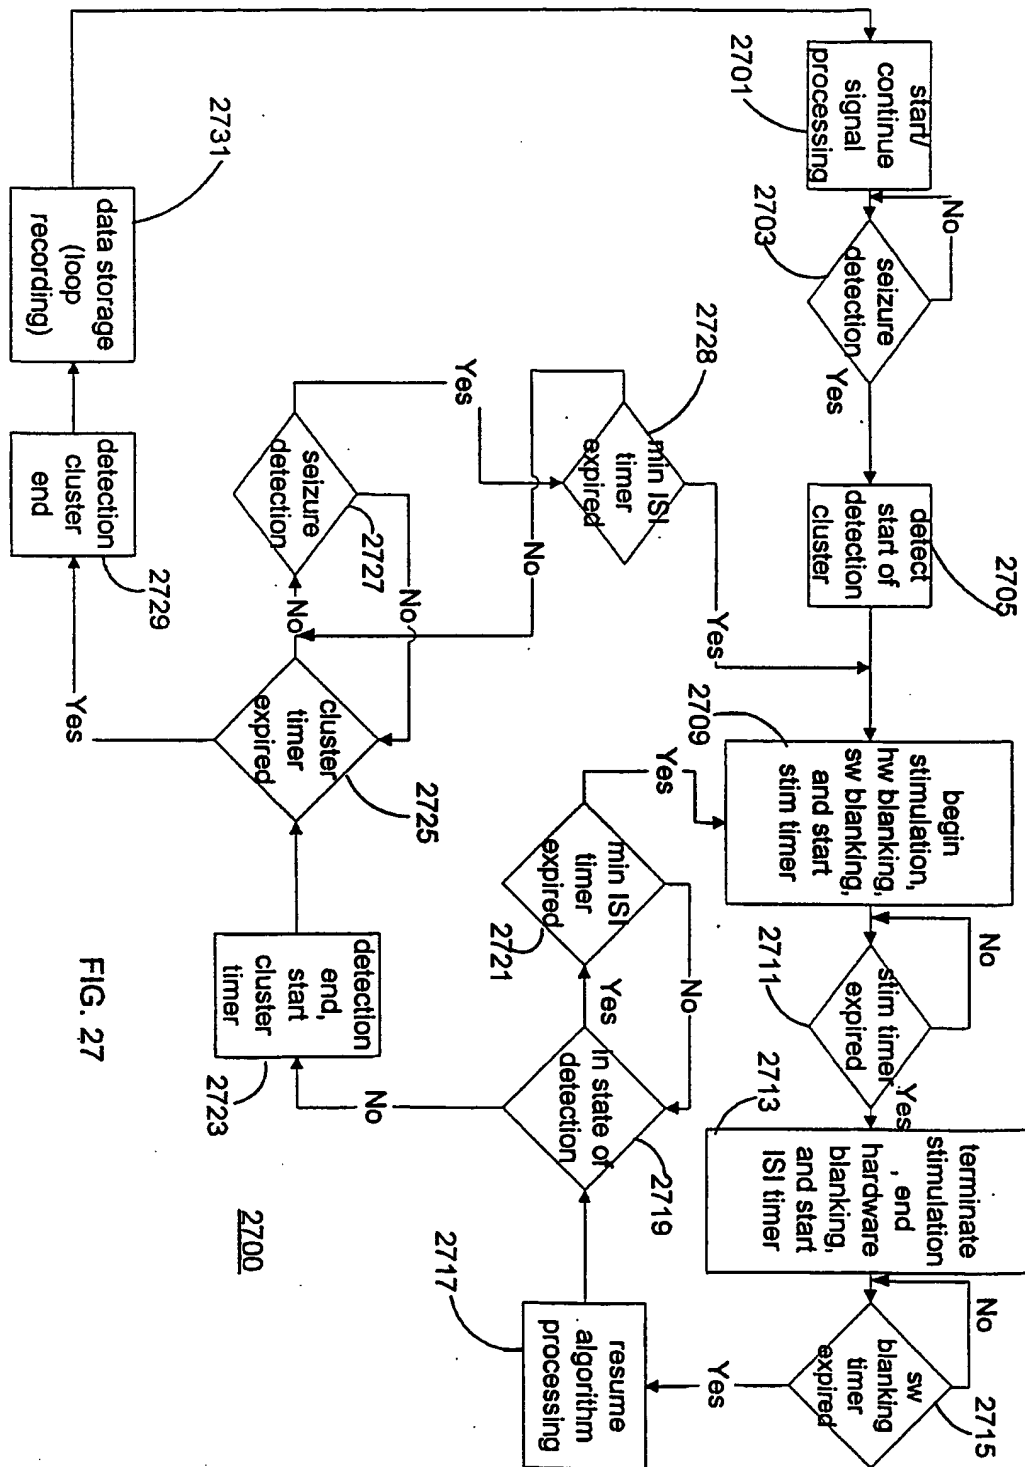 start/
continue
signal
processing
2701
No
seizure
detection
2703
Yes
detect
start of
detection
cluster
2705
begin
stimulation,
hw blanking,
sw blanking,
and start
stim timer
2709
No
stim timer
expired
2711
Yes
terminate
stimulation
, end
hardware
blanking,
and start
ISI timer
2713
No
sw
blanking
timer
expired
2715
Yes
resume
algorithm
processing
2717
in state of
detection
2719
Yes
No
min ISI
timer
expired
2721
Yes
No
detection
end,
start
cluster
timer
2723
cluster
timer
expired
2725
No
Yes
seizure
detection
2727
No
Yes
min ISI
timer
expired
2728
No
Yes
detection
cluster
end
2729
data storage
(loop
recording)
2731
2700
FIG. 27